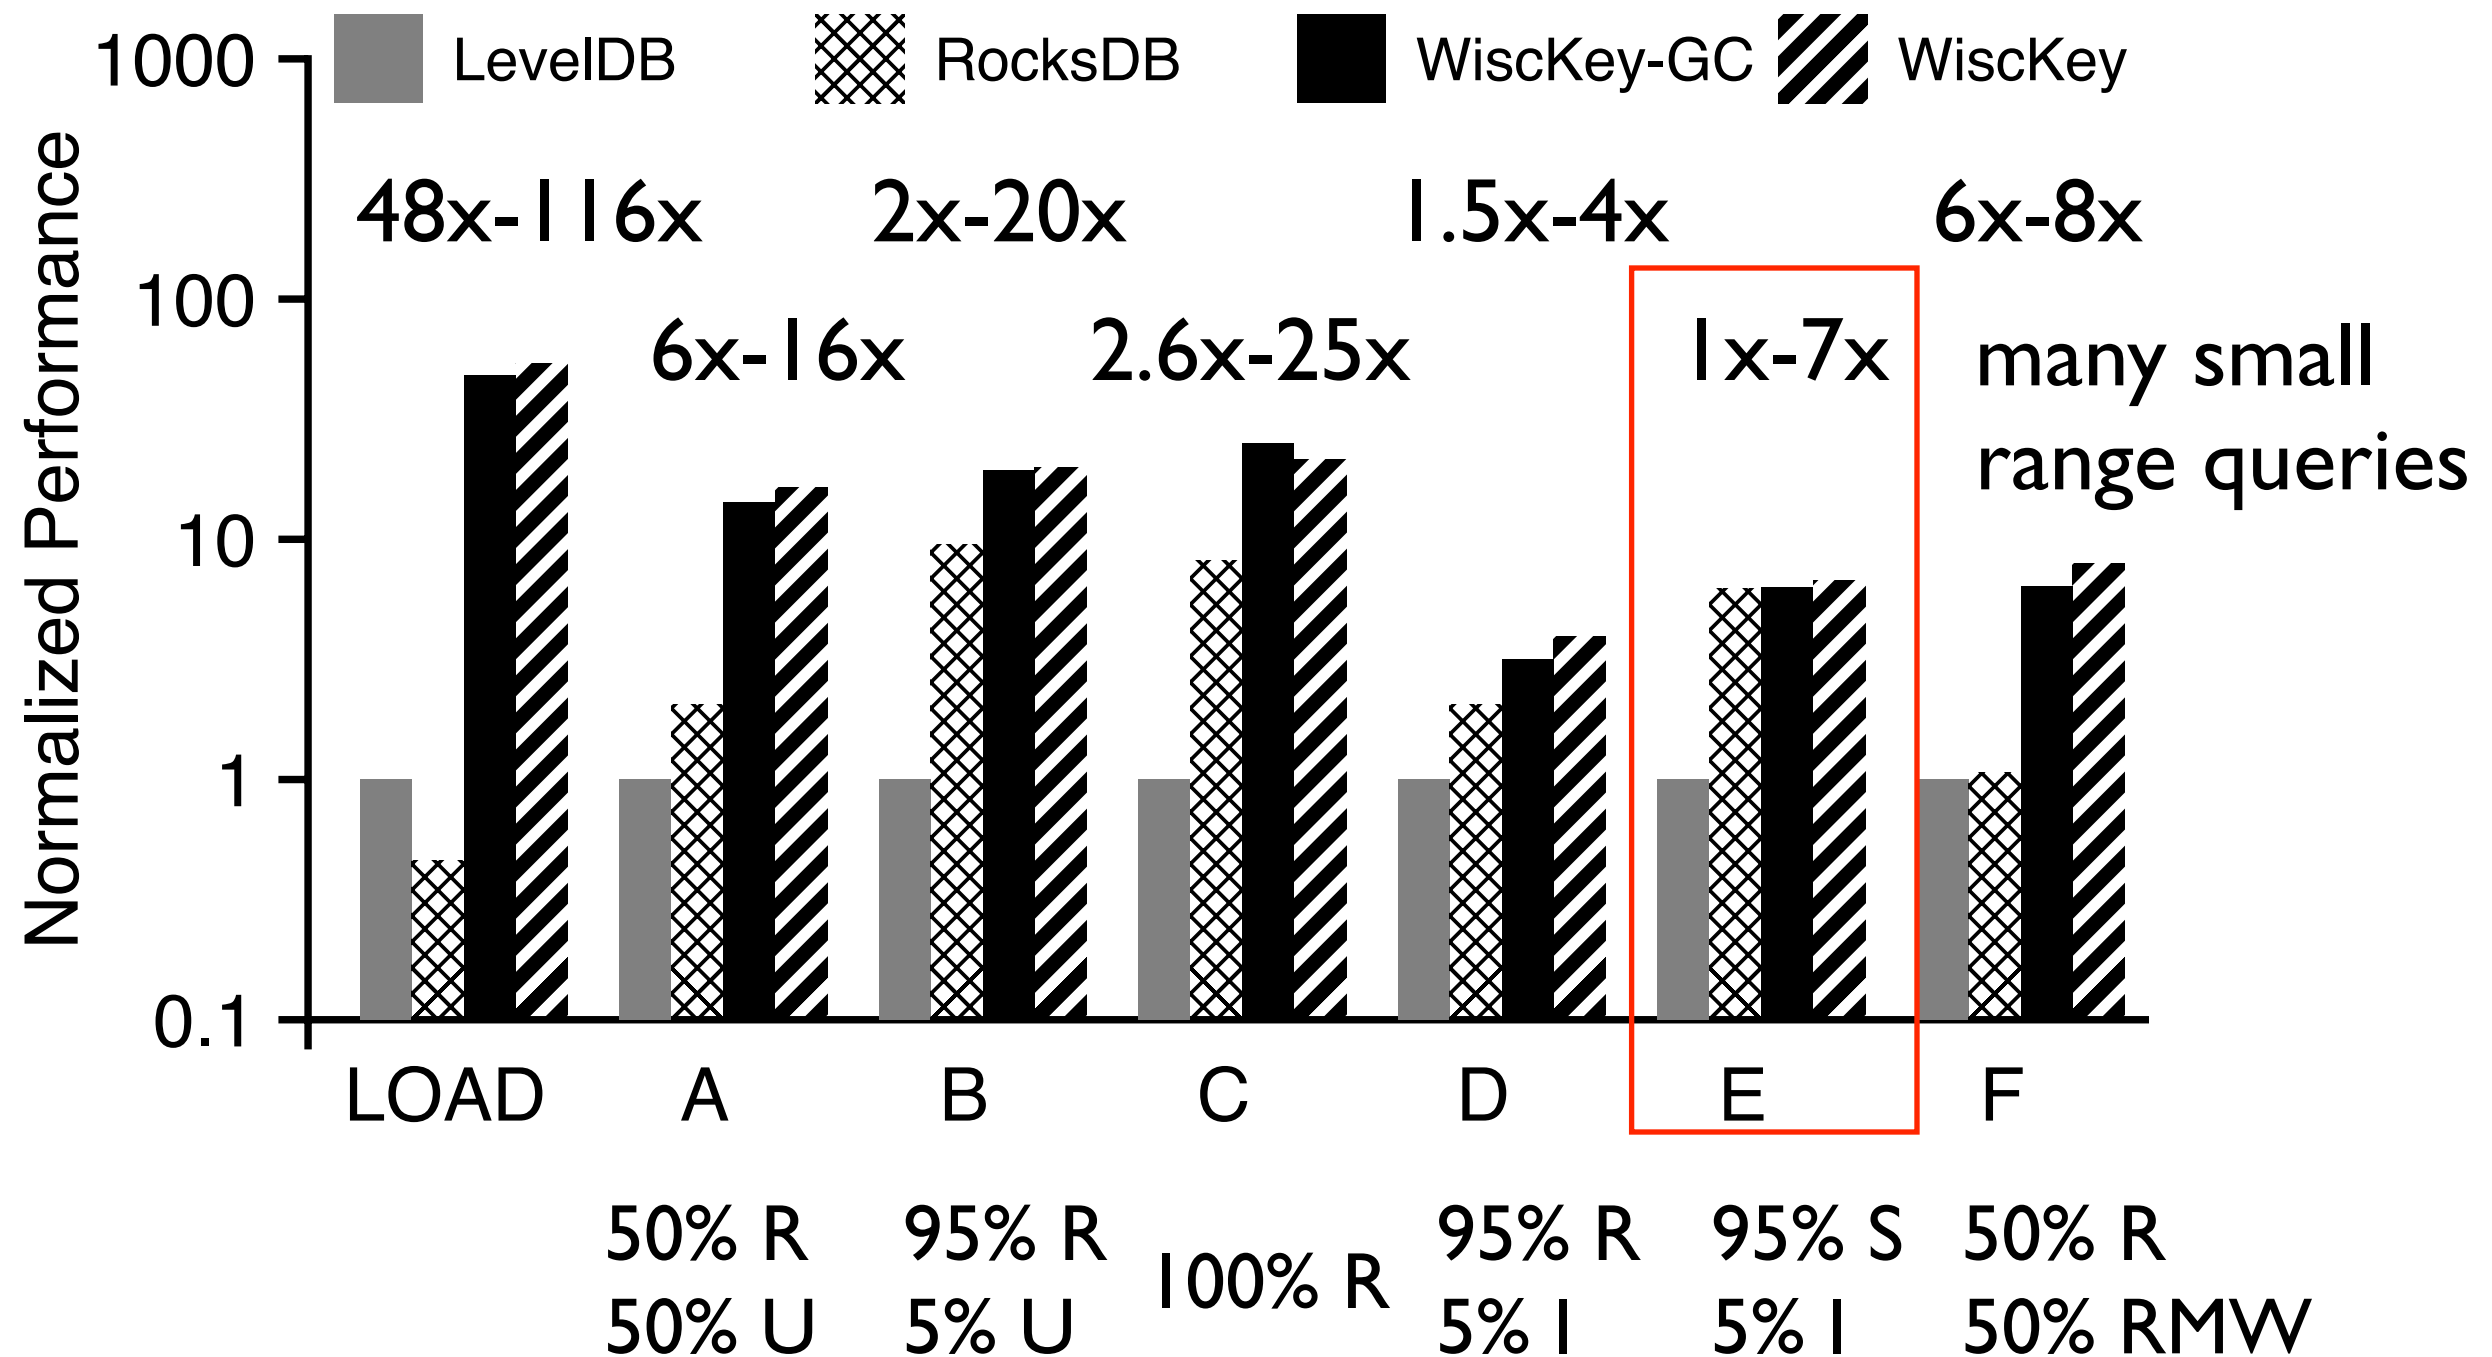 LevelDB RocksDB WiscKey-GC WiscKey
Normalized Performance
1000
100
10
1
0.1
48x-116x 2x-20x 1.5x-4x 6x-8x
6x-16x 2.6x-25x 1x-7x
many small
range queries
LOAD A B C D E F
50% R
50% U
95% R
5% U
100% R
95% R
5% I
95% S
5% I
50% R
50% RMW